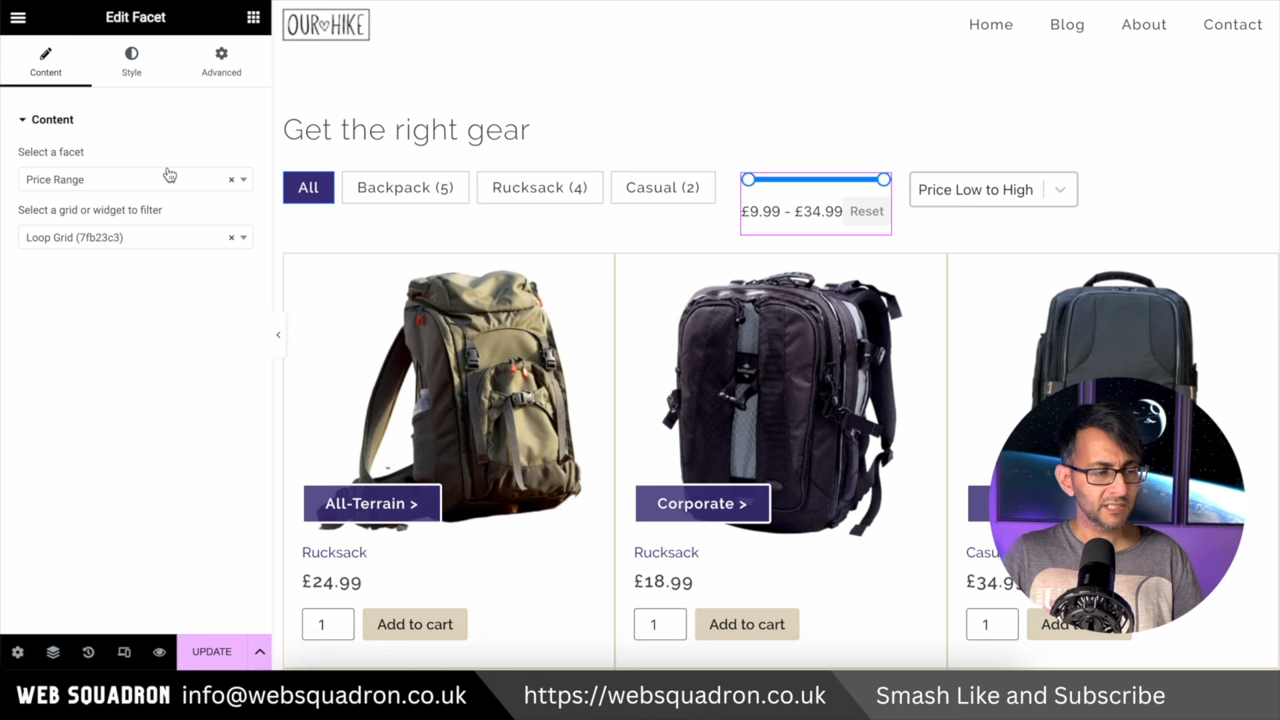 Edit Facet
Content
Style
Advanced
Content
Select a facet
Price Range
Select a grid or widget to filter
Loop Grid (7fb23c3)
UPDATE
OUR HIKE
Home
Blog
About
Contact
Get the right gear
All
Backpack (5)
Rucksack (4)
Casual (2)
£9.99 - £34.99
Reset
Price Low to High
All-Terrain >
Corporate >
Rucksack
£24.99
1
Add to cart
Rucksack
£18.99
1
Add to cart
£34.9
1
WEB SQUADRON info@websquadron.co.uk
https://websquadron.co.uk
Smash Like and Subscribe